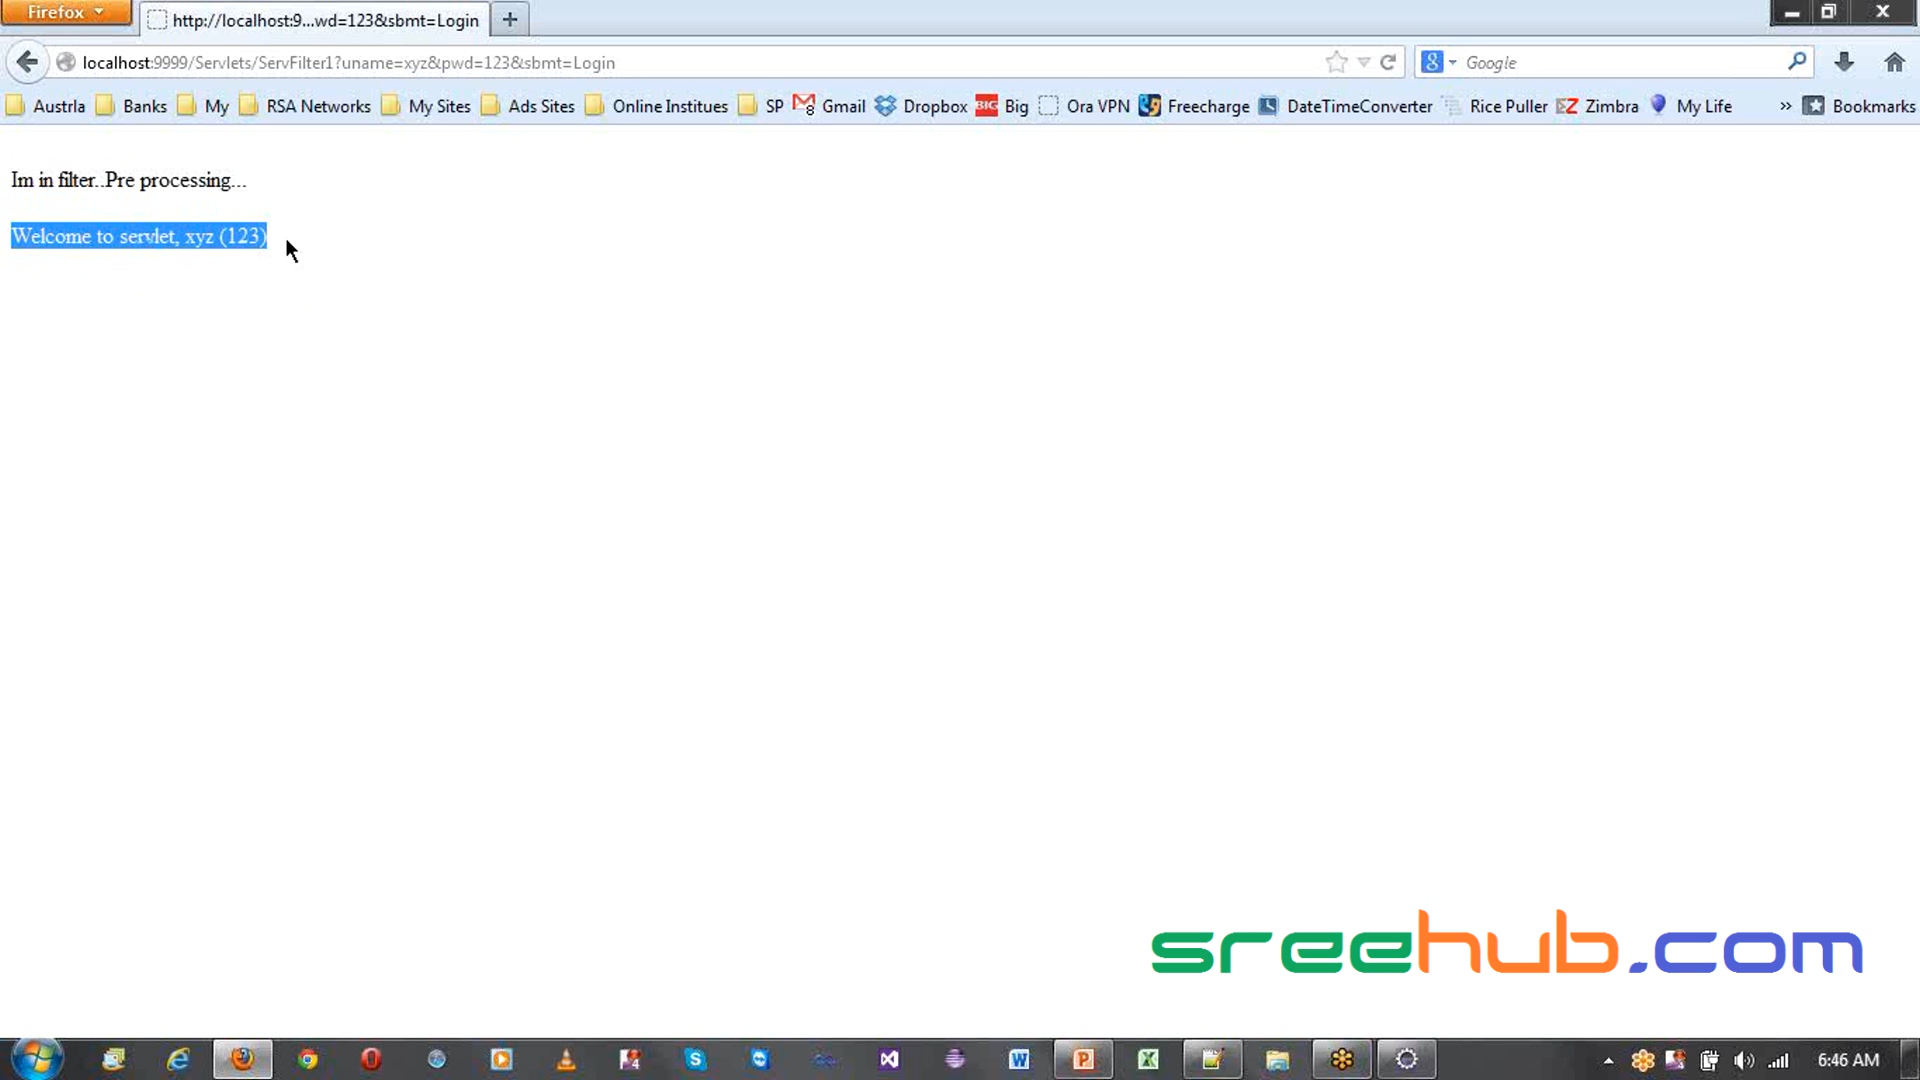 Firefox
http://localhost:9...wd=123&sbmt=Login
localhost:9999/Servlets/ServFilter1?uname=xyz&pwd=123&sbmt=Login
Google
Austrla Banks My RSA Networks My Sites Ads Sites Online Institues SP Gmail Dropbox BIG Big Ora VPN Freecharge DateTimeConverter Rice Puller Zimbra My Life » Bookmarks
Im in filter..Pre processing...
Welcome to servlet, xyz (123)
sreehub.com
6:46 AM